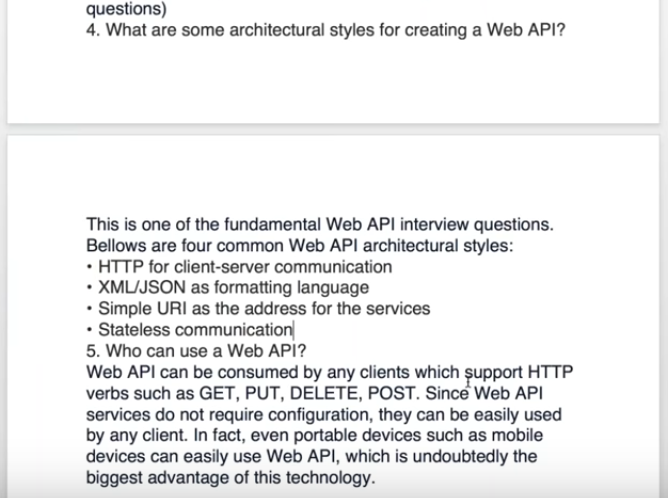 questions)
4. What are some architectural styles for creating a Web API?
This is one of the fundamental Web API interview questions.
Bellows are four common Web API architectural styles:
• HTTP for client-server communication
• XML/JSON as formatting language
• Simple URI as the address for the services
• Stateless communication
5. Who can use a Web API?
Web API can be consumed by any clients which support HTTP
verbs such as GET, PUT, DELETE, POST. Since Web API
services do not require configuration, they can be easily used
by any client. In fact, even portable devices such as mobile
devices can easily use Web API, which is undoubtedly the
biggest advantage of this technology.